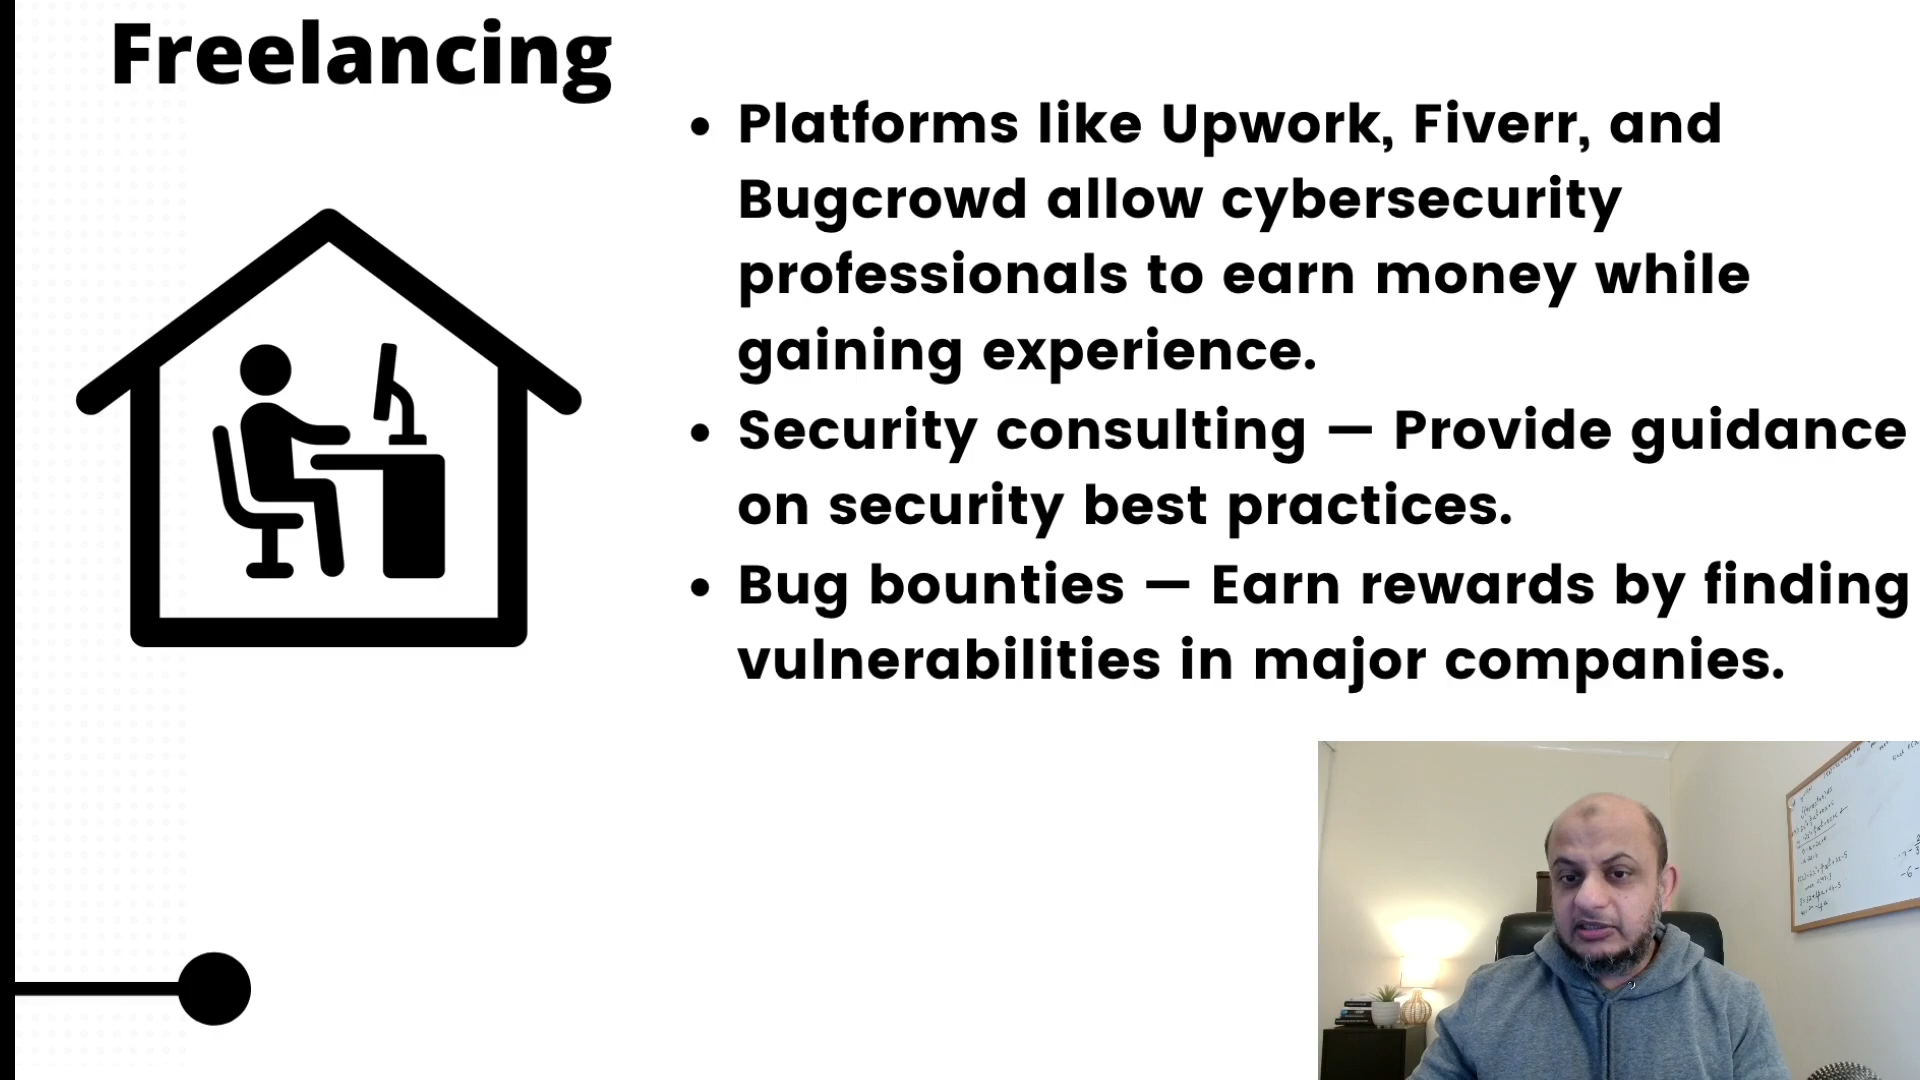 Freelancing
• Platforms like Upwork, Fiverr, and
Bugcrowd allow cybersecurity
professionals to earn money while
gaining experience.
• Security consulting — Provide guidance
on security best practices.
• Bug bounties — Earn rewards by finding
vulnerabilities in major companies.